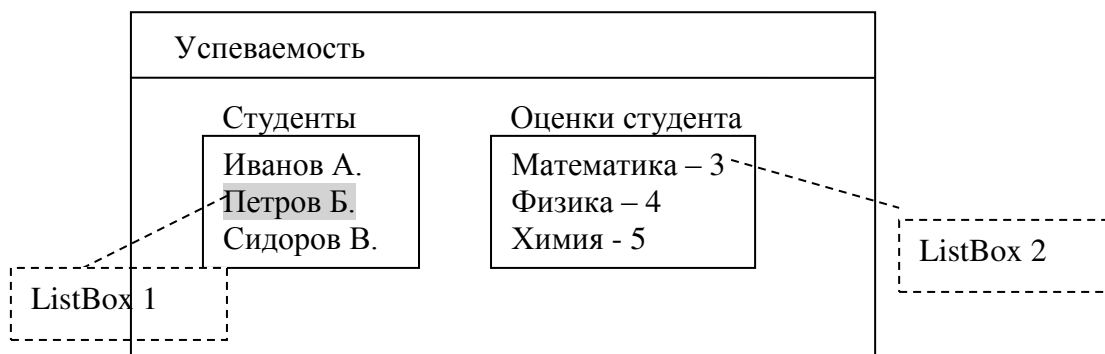 Успеваемость
Студенты
Оценки студента
Иванов А.
Петров Б.
Сидоров В.
Математика – 3
Физика – 4
Химия - 5
ListBox 1
ListBox 2